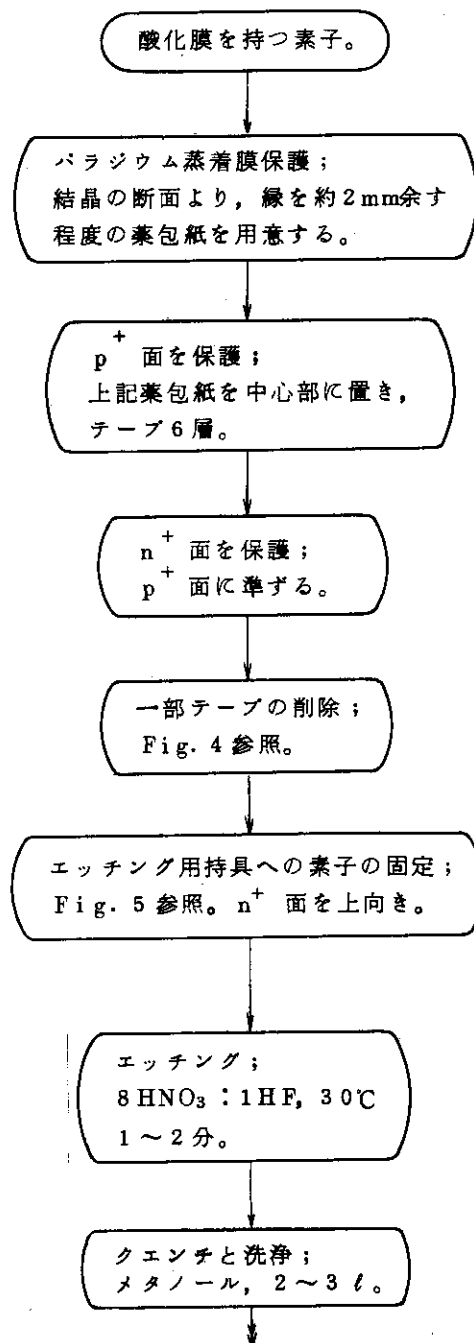 酸化膜を持つ素子。
パラジウム蒸着膜保護；
結晶の断面より，縁を約2mm余す
程度の薬包紙を用意する。
p⁺ 面を保護；
上記薬包紙を中心部に置き，
テープ6層。
n⁺ 面を保護；
p⁺ 面に準ずる。
一部テープの削除；
Fig. 4 参照。
エッチング用持具への素子の固定；
Fig. 5 参照。n⁺ 面を上向き。
エッチング；
8HNO₃：1HF, 30℃
1～2分。
クエンチと洗浄；
メタノール，2～3 ℓ。